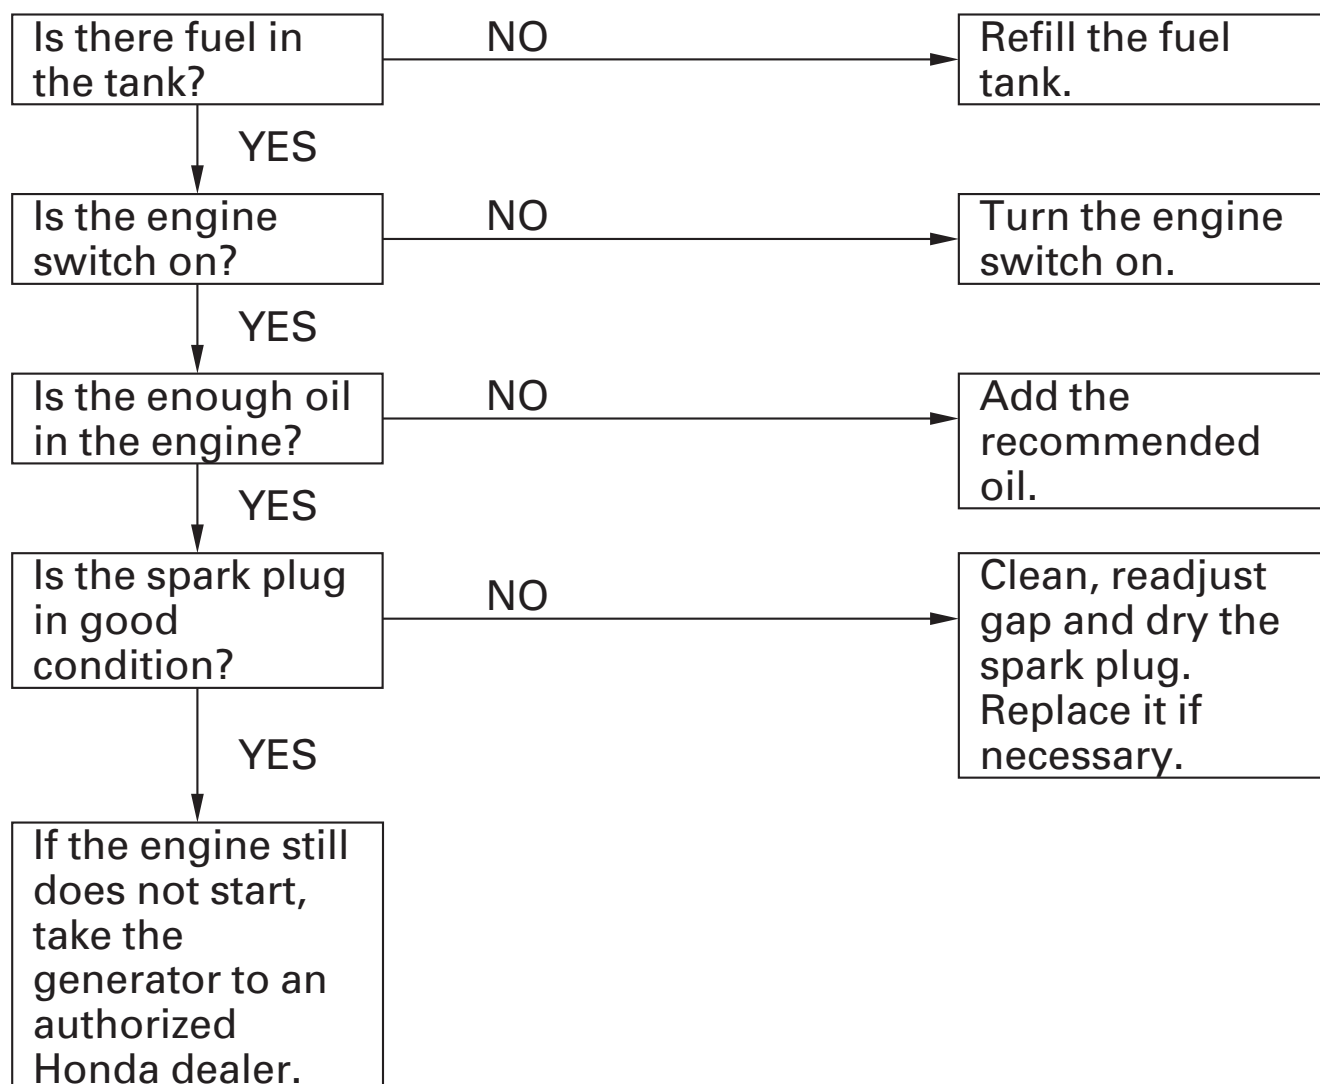 Is there fuel in
the tank?
NO
Refill the fuel
tank.
YES
Is the engine
switch on?
NO
Turn the engine
switch on.
YES
Is the enough oil
in the engine?
NO
Add the
recommended
oil.
YES
Is the spark plug
in good
condition?
NO
Clean, readjust
gap and dry the
spark plug.
Replace it if
necessary.
YES
If the engine still
does not start,
take the
generator to an
authorized
Honda dealer.